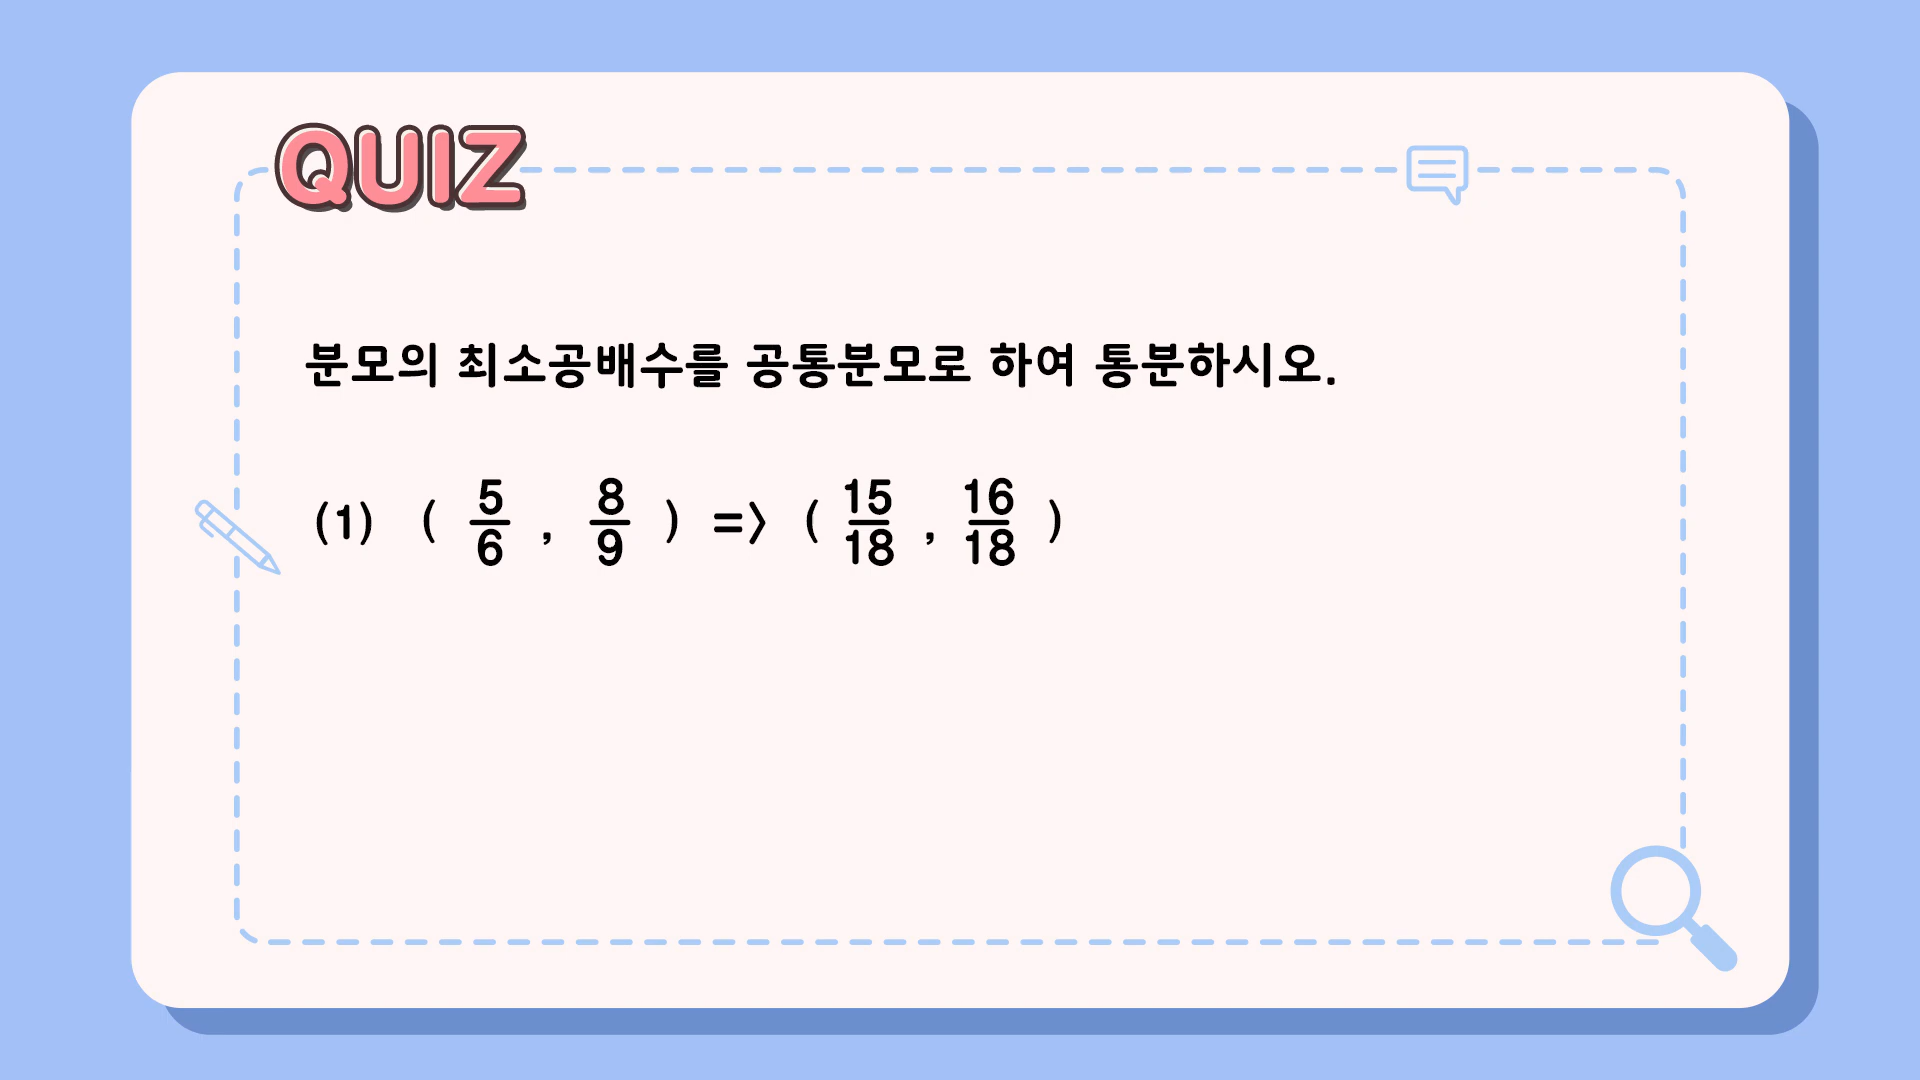 QUIZ
분모의 최소공배수를 공통분모로 하여 통분하시오.
(1) ( 5/6 , 8/9 ) => ( 15/18 , 16/18 )